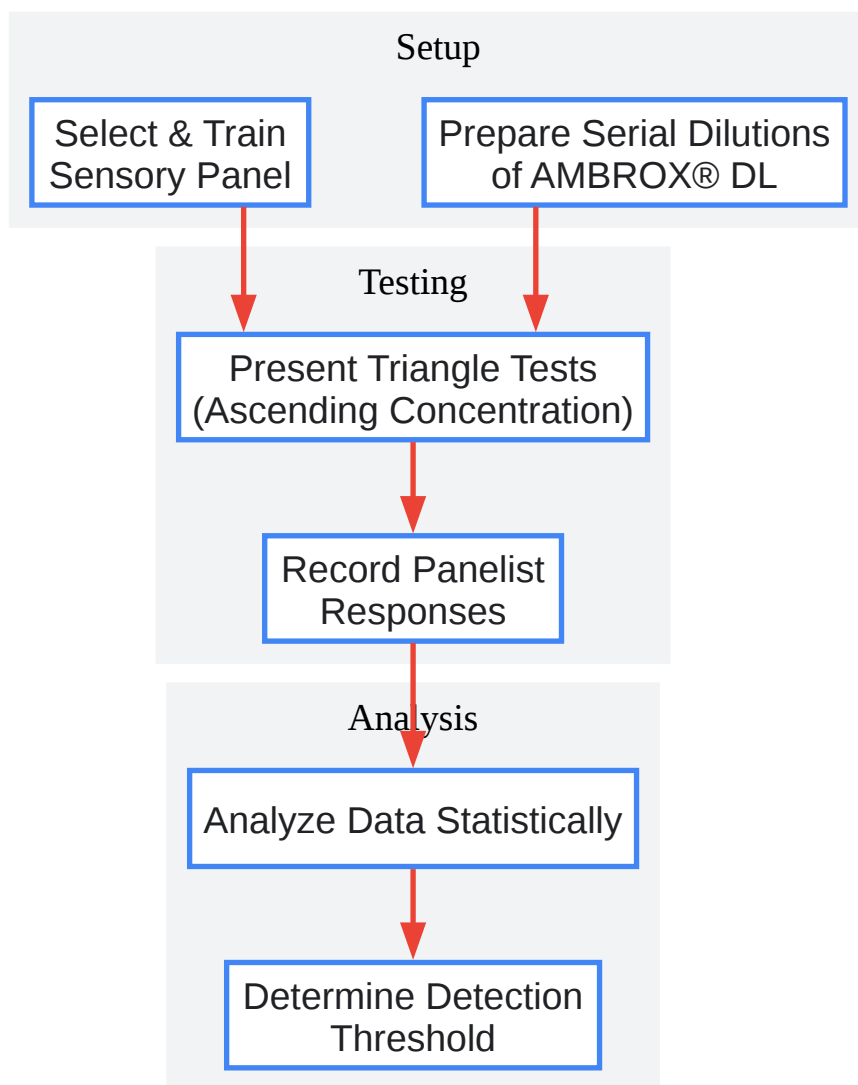 Setup
Select & Train
Sensory Panel
Prepare Serial Dilutions
of AMBROX® DL
Testing
Present Triangle Tests
(Ascending Concentration)
Record Panelist
Responses
Analysis
Analyze Data Statistically
Determine Detection
Threshold